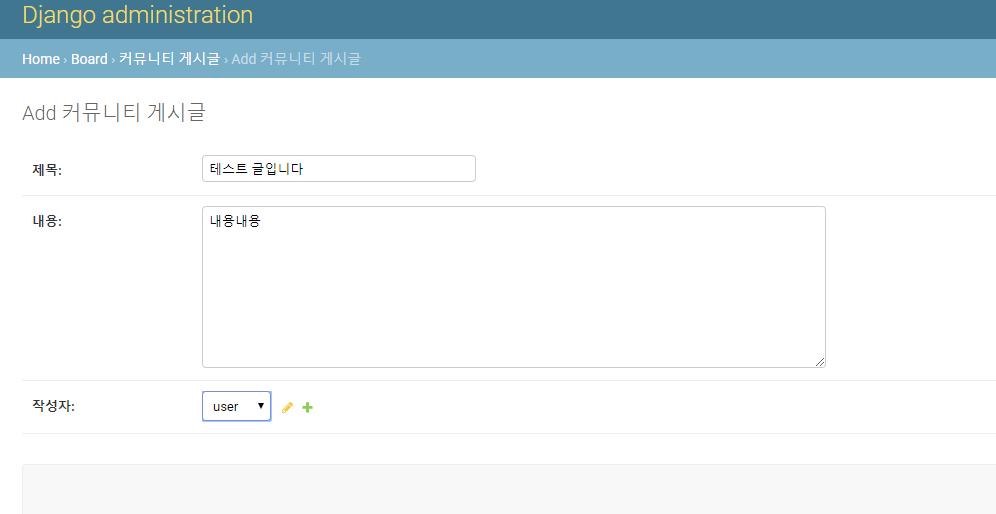 Django administration
Home › Board › 커뮤니티 게시글 › Add 커뮤니티 게시글
Add 커뮤니티 게시글
제목: 테스트 글입니다
내용: 내용내용
작성자: user